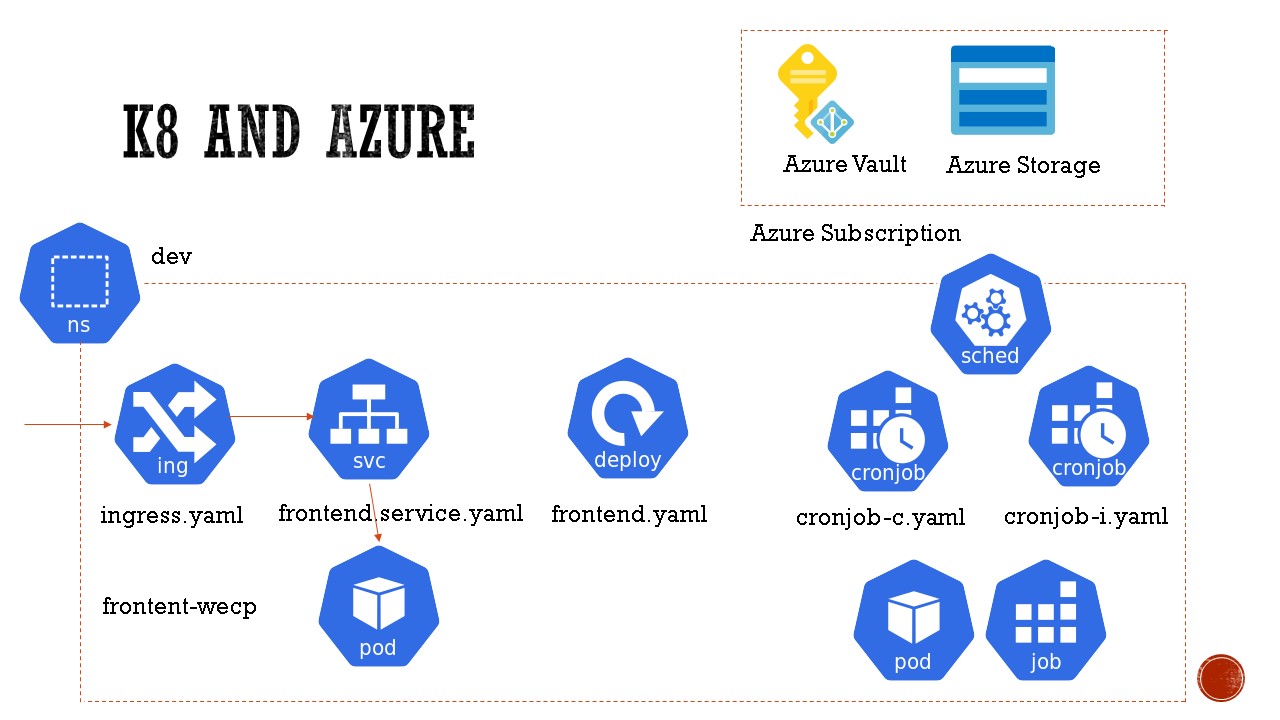 K8 AND AZURE
Azure Vault
Azure Storage
Azure Subscription
ns
dev
sched
ing
svc
deploy
cronjob
cronjob
ingress.yaml
frontend.service.yaml
frontend.yaml
cronjob-c.yaml
cronjob-i.yaml
frontent-wecp
pod
pod
job